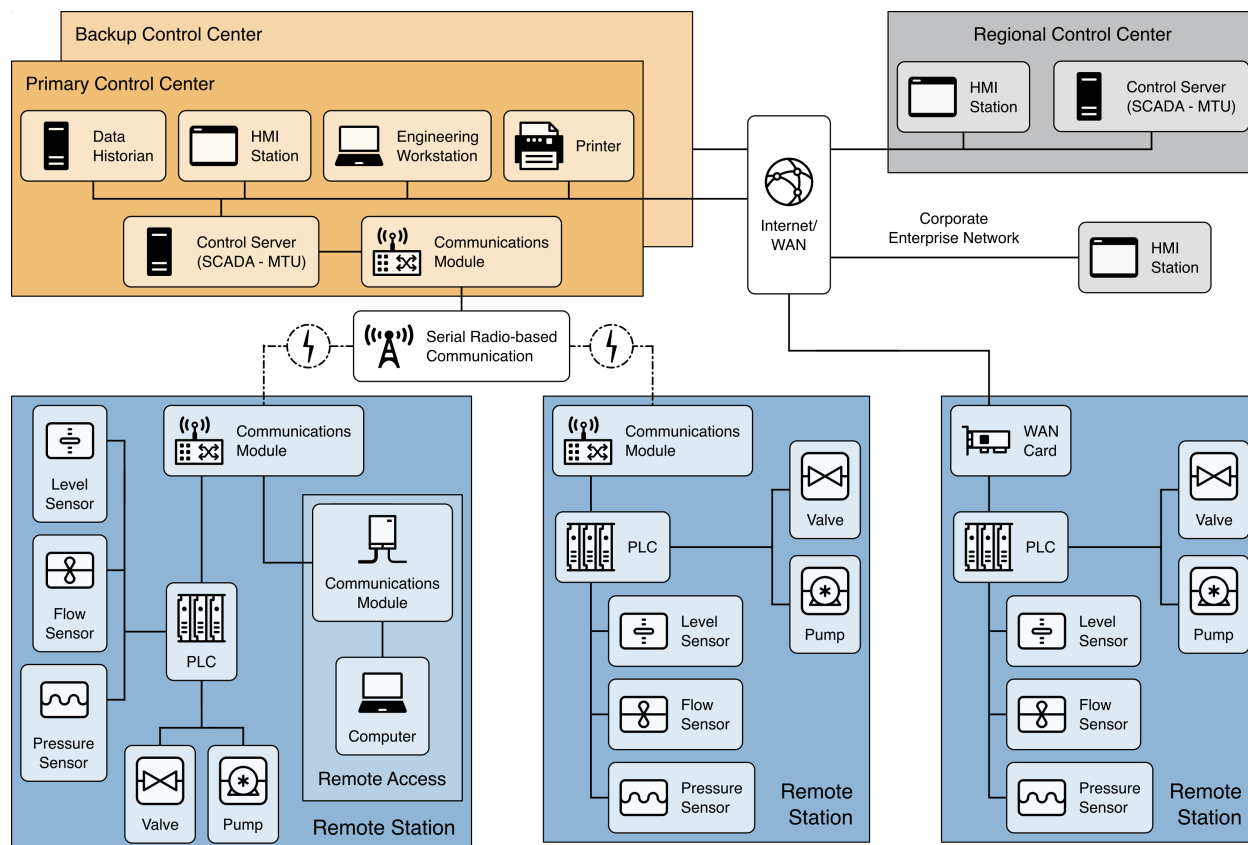 Backup Control Center
Primary Control Center
Data
Historian
HMI
Station
Engineering
Workstation
Printer
Control Server
(SCADA - MTU)
Communications
Module
Regional Control Center
HMI
Station
Control Server
(SCADA - MTU)
Internet/
WAN
Corporate
Enterprise Network
HMI
Station
Serial Radio-based
Communication
Communications
Module
Level
Sensor
Flow
Sensor
Pressure
Sensor
PLC
Valve
Pump
Communications
Module
Computer
Remote Access
Remote Station
Communications
Module
PLC
Valve
Pump
Level
Sensor
Flow
Sensor
Pressure
Sensor
Remote
Station
WAN
Card
PLC
Valve
Pump
Level
Sensor
Flow
Sensor
Pressure
Sensor
Remote
Station